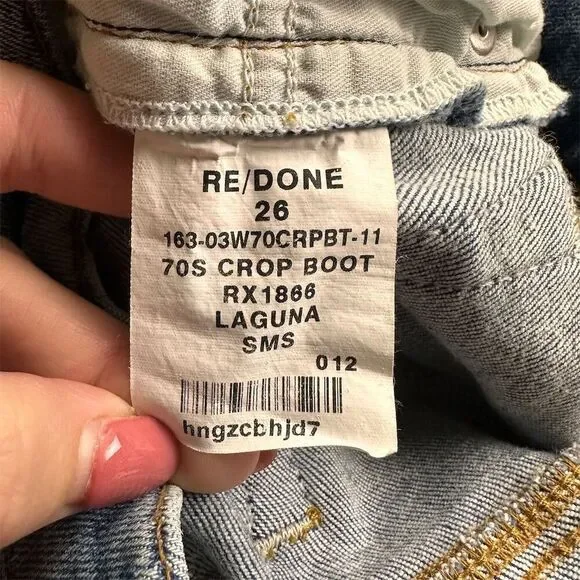 RE/DONE
26
163-03W70CRPBT-11
70S CROP BOOT
RX1866
LAGUNA
SMS
012
hngzcbhjd7